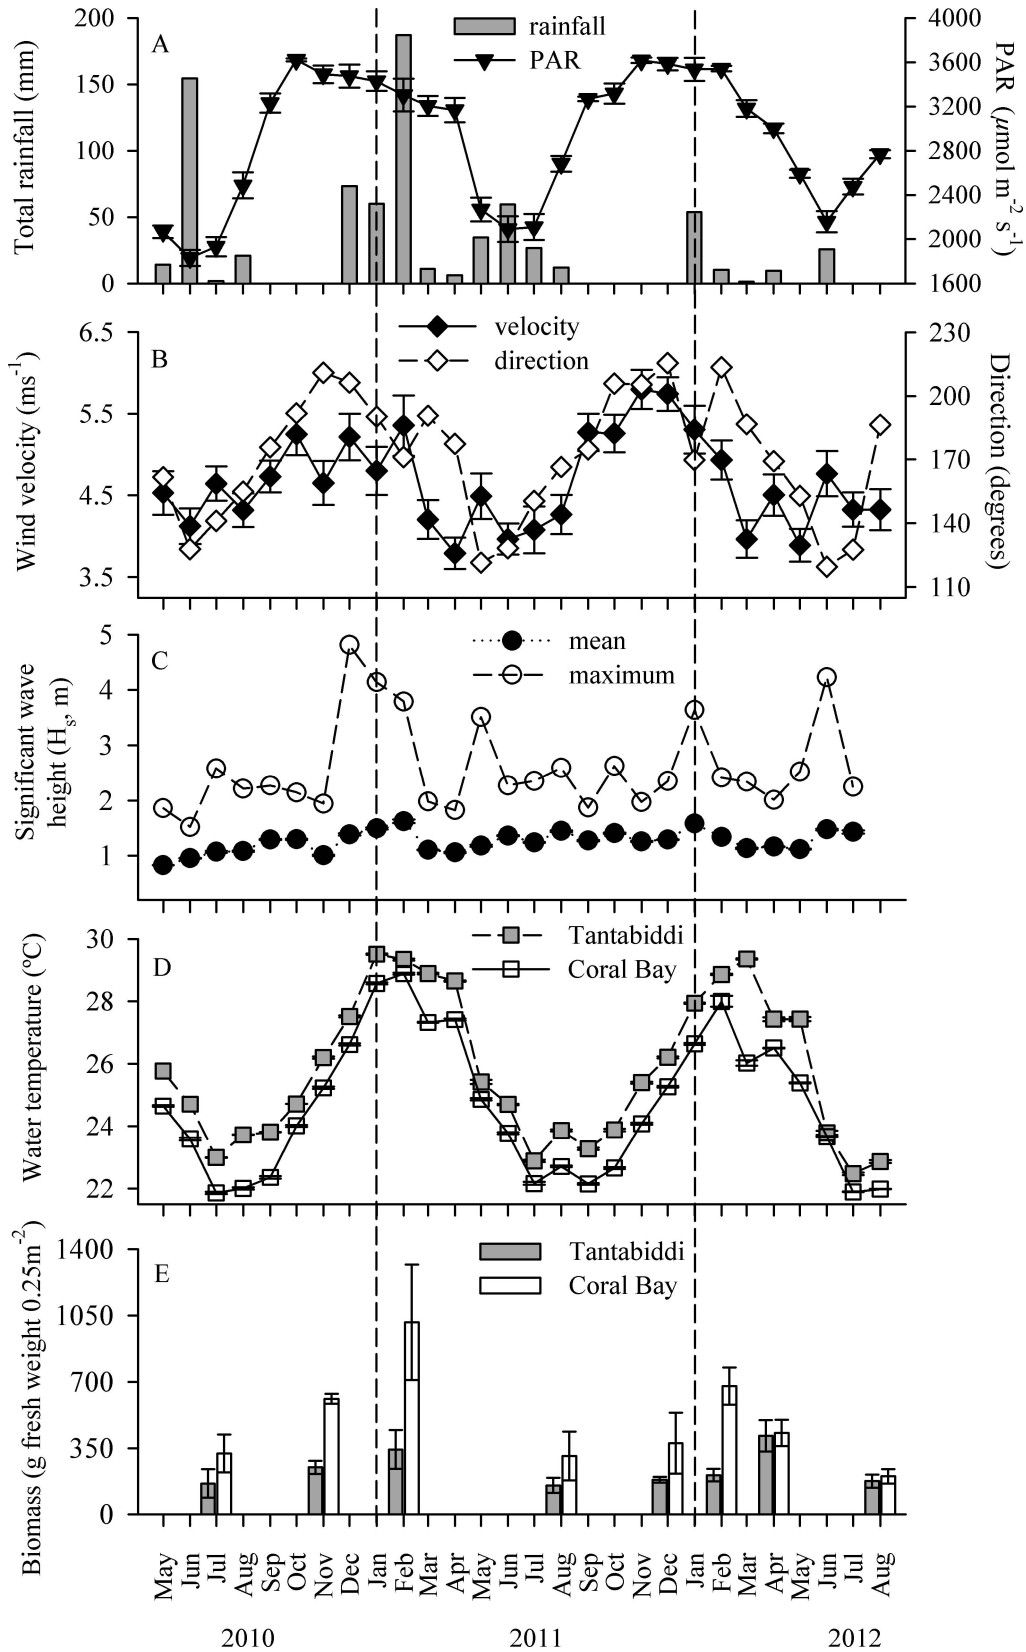 A
rainfall
PAR
Total rainfall (mm)
200
150
100
50
0
4000
3600
3200
2800
2400
2000
1600
PAR (μmol m⁻² s⁻¹)
B
velocity
direction
Wind velocity (ms⁻¹)
6.5
5.5
4.5
3.5
230
200
170
140
110
Direction (degrees)
C
mean
maximum
Significant wave
height (Hₛ, m)
5
4
3
2
1
D
Tantabiddi
Coral Bay
Water temperature (ºC)
30
28
26
24
22
E
Tantabiddi
Coral Bay
Biomass (g fresh weight 0.25m⁻²)
1400
1050
700
350
0
May Jun Jul Aug Sep Oct Nov Dec Jan Feb Mar Apr May Jun Jul Aug Sep Oct Nov Dec Jan Feb Mar Apr May Jun Jul Aug
2010 2011 2012